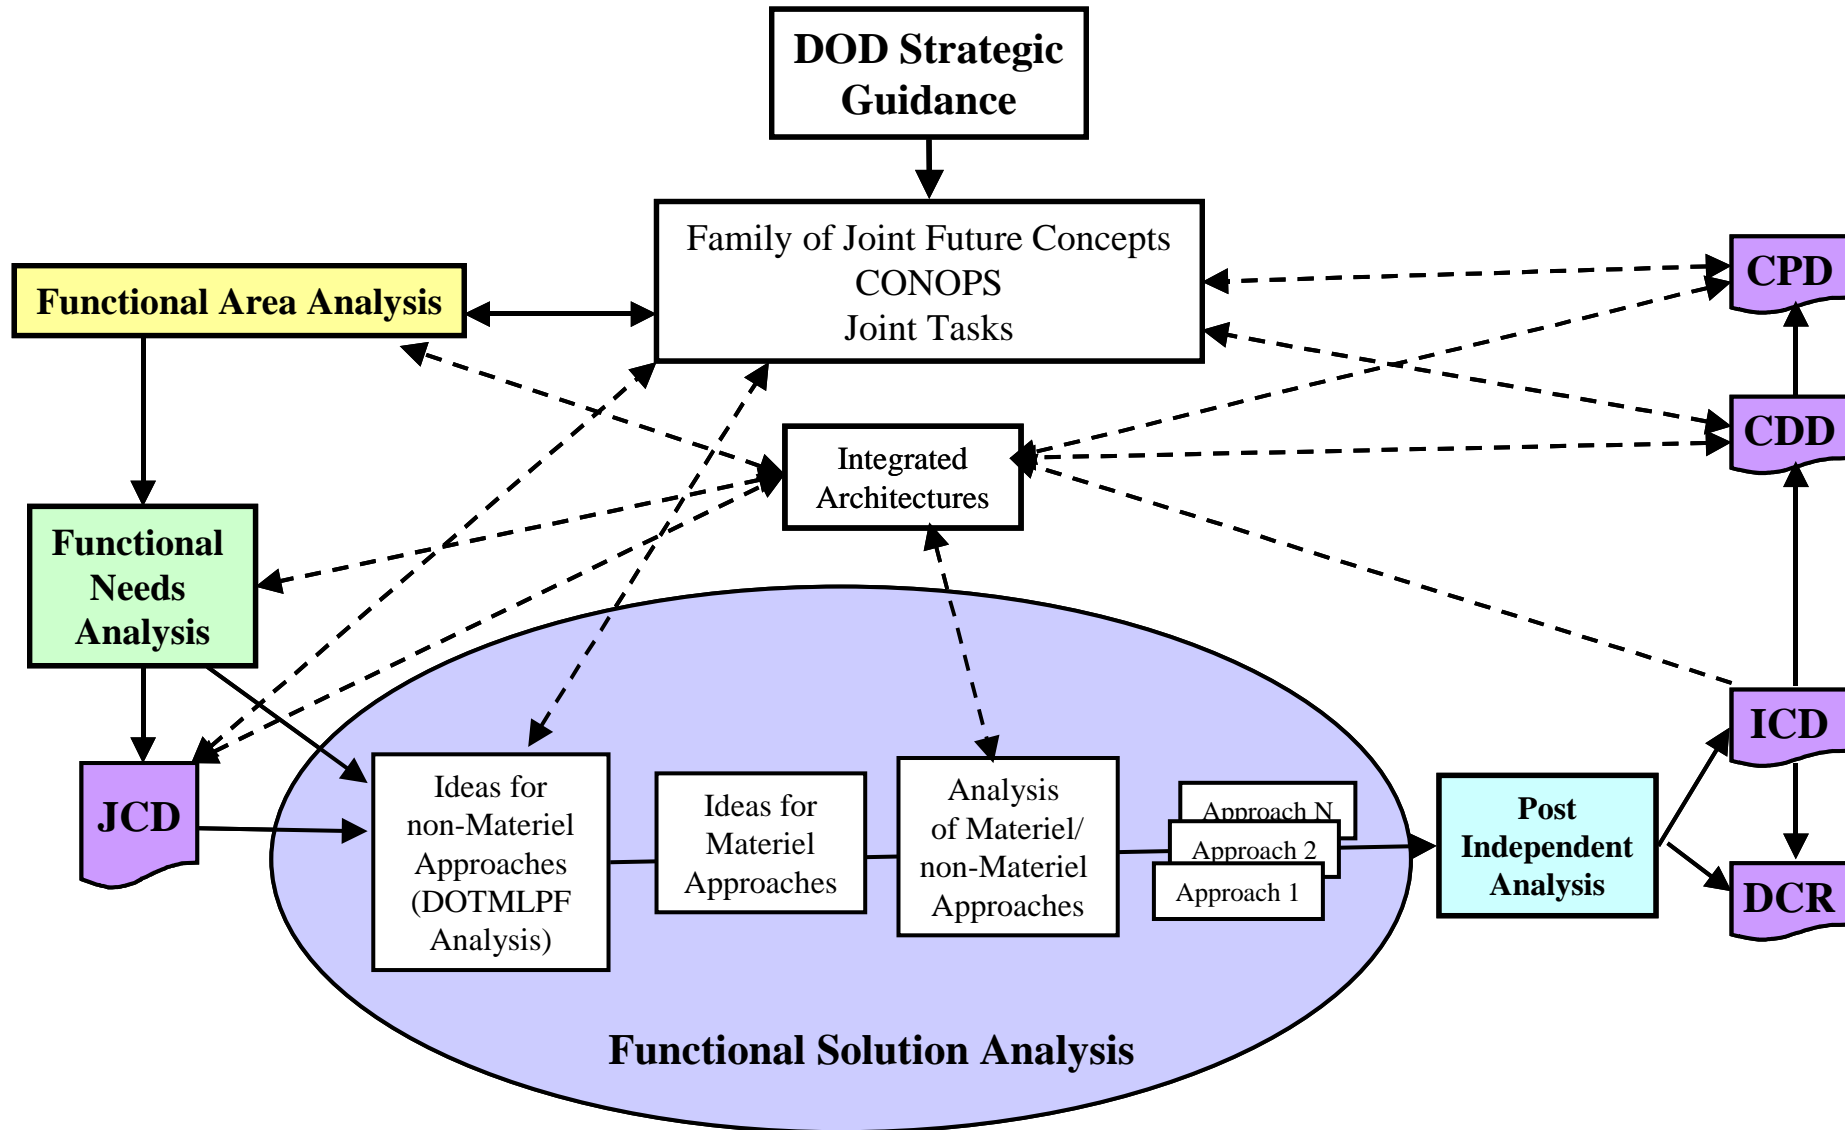 DOD Strategic
Guidance
Family of Joint Future Concepts
CONOPS
Joint Tasks
Functional Area Analysis
CPD
CDD
Integrated
Architectures
Functional
Needs
Analysis
ICD
JCD
Ideas for
non-Materiel
Approaches
(DOTMLPF
Analysis)
Ideas for
Materiel
Approaches
Analysis
of Materiel/
non-Materiel
Approaches
Approach N
Approach 2
Approach 1
Post
Independent
Analysis
DCR
Functional Solution Analysis